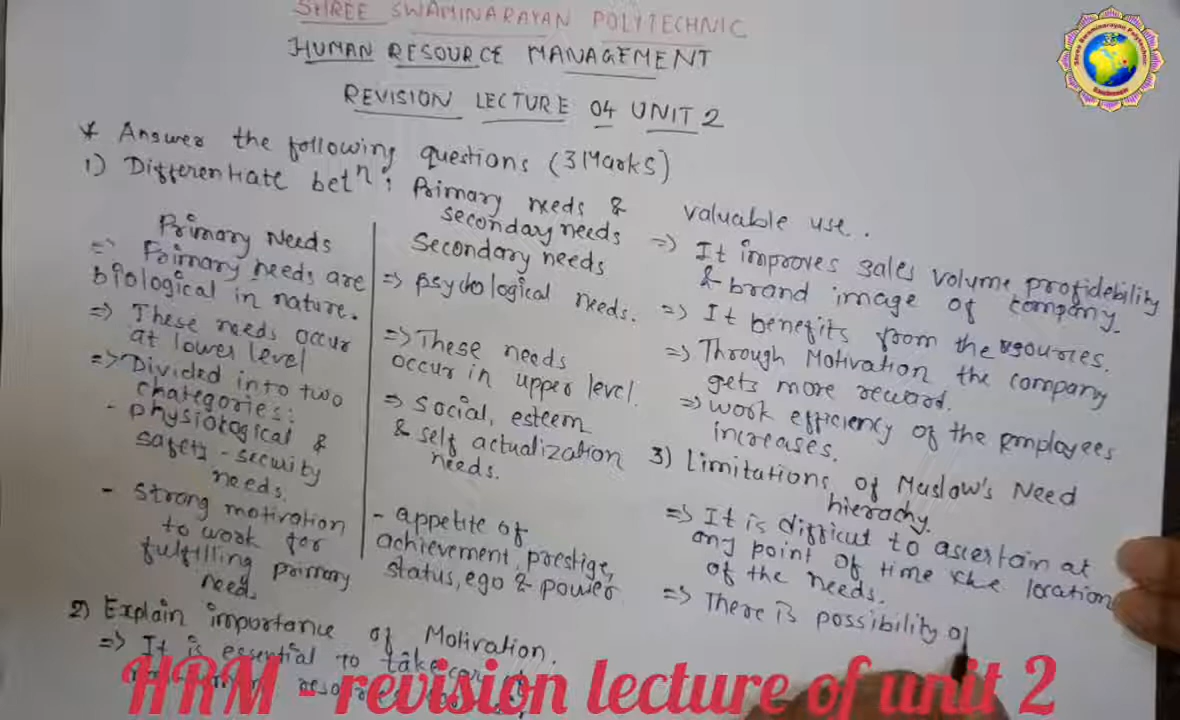 SHREE SWAMINARAYAN POLYTECHNIC
HUMAN RESOURCE MANAGEMENT
REVISION LECTURE 04 UNIT 2
* Answer the following questions (3 Marks)
1) Differentiate betn : Primary needs &
seconday needs
Primary Needs
=> Primary needs are
biological in nature.
=> These needs occur
at lower level
=> Divided into two
chategories:
- physiological &
safety - security
needs.
- strong motivation
to work for
fulfilling primary
need.
Secondary needs
=> psychological needs.
=> These needs
occur in upper level.
=> Social, esteem
& self actualization
needs.
- appetite of
achievement, prestige,
status, ego & power
2) Explain importance of Motivation.
=> It is essential to take
valuable use.
=> It improves sales volume profidebility
& brand image of company.
=> It benefits from the
=> Through Motivation the company
gets more reward.
=> work efficiency of the employees
increases.
3) Limitations of Muslow's Need
hierachy.
=> It is difficut to ascertain at
any point of time the location
of the needs.
=> There is possibility of
HRM - revision lecture of unit 2